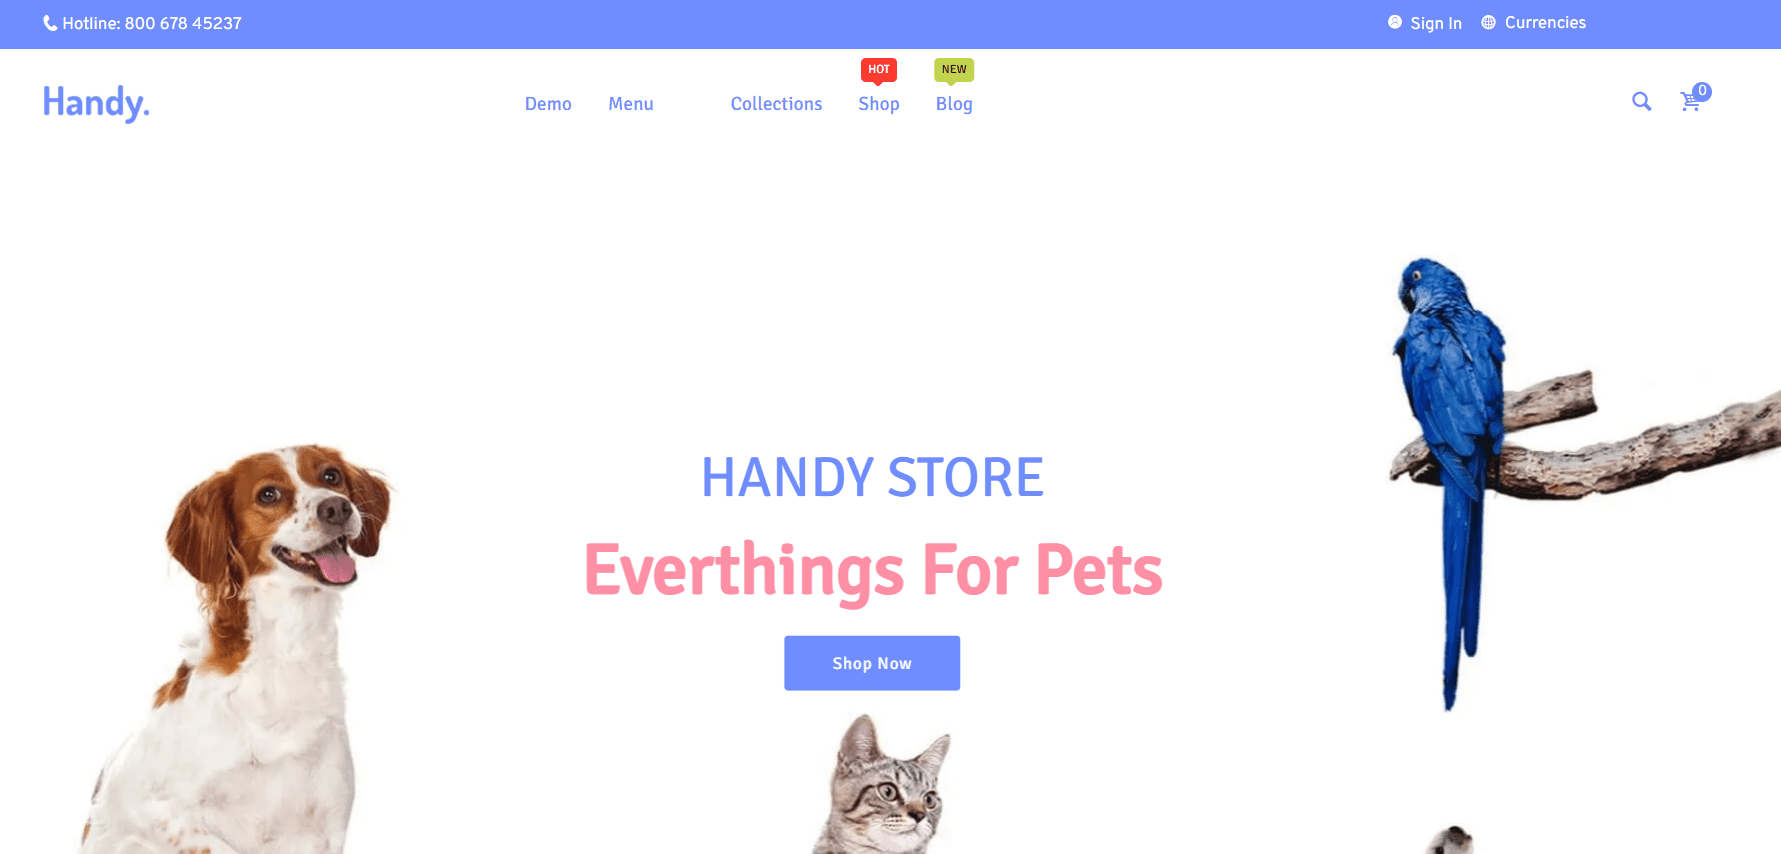 Hotline: 800 678 45237
Sign In
Currencies
HOT
NEW
Handy.
Demo
Menu
Collections
Shop
Blog
0
HANDY STORE
Everthings For Pets
Shop Now